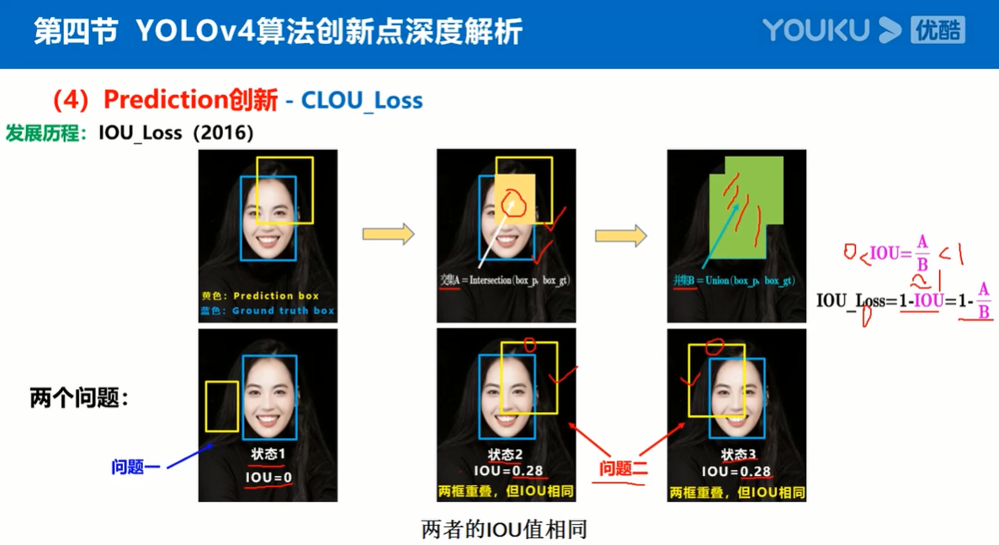 第四节 YOLOv4算法创新点深度解析
YOUKU 优酷
（4）Prediction创新 - CLOU_Loss
发展历程：IOU_Loss（2016）
黄色：Prediction box
蓝色：Ground truth box
交集A＝Intersection(box_p，box_gt)
并集B＝Union(box_p，box_gt)
0<IOU=A/B<1
≈1
IOU_Loss=1-IOU=1-A/B
0
两个问题：
问题一
状态1
IOU=0
状态2
IOU=0.28
两框重叠，但IOU相同
问题二
状态3
IOU=0.28
两框重叠，但IOU相同
两者的IOU值相同